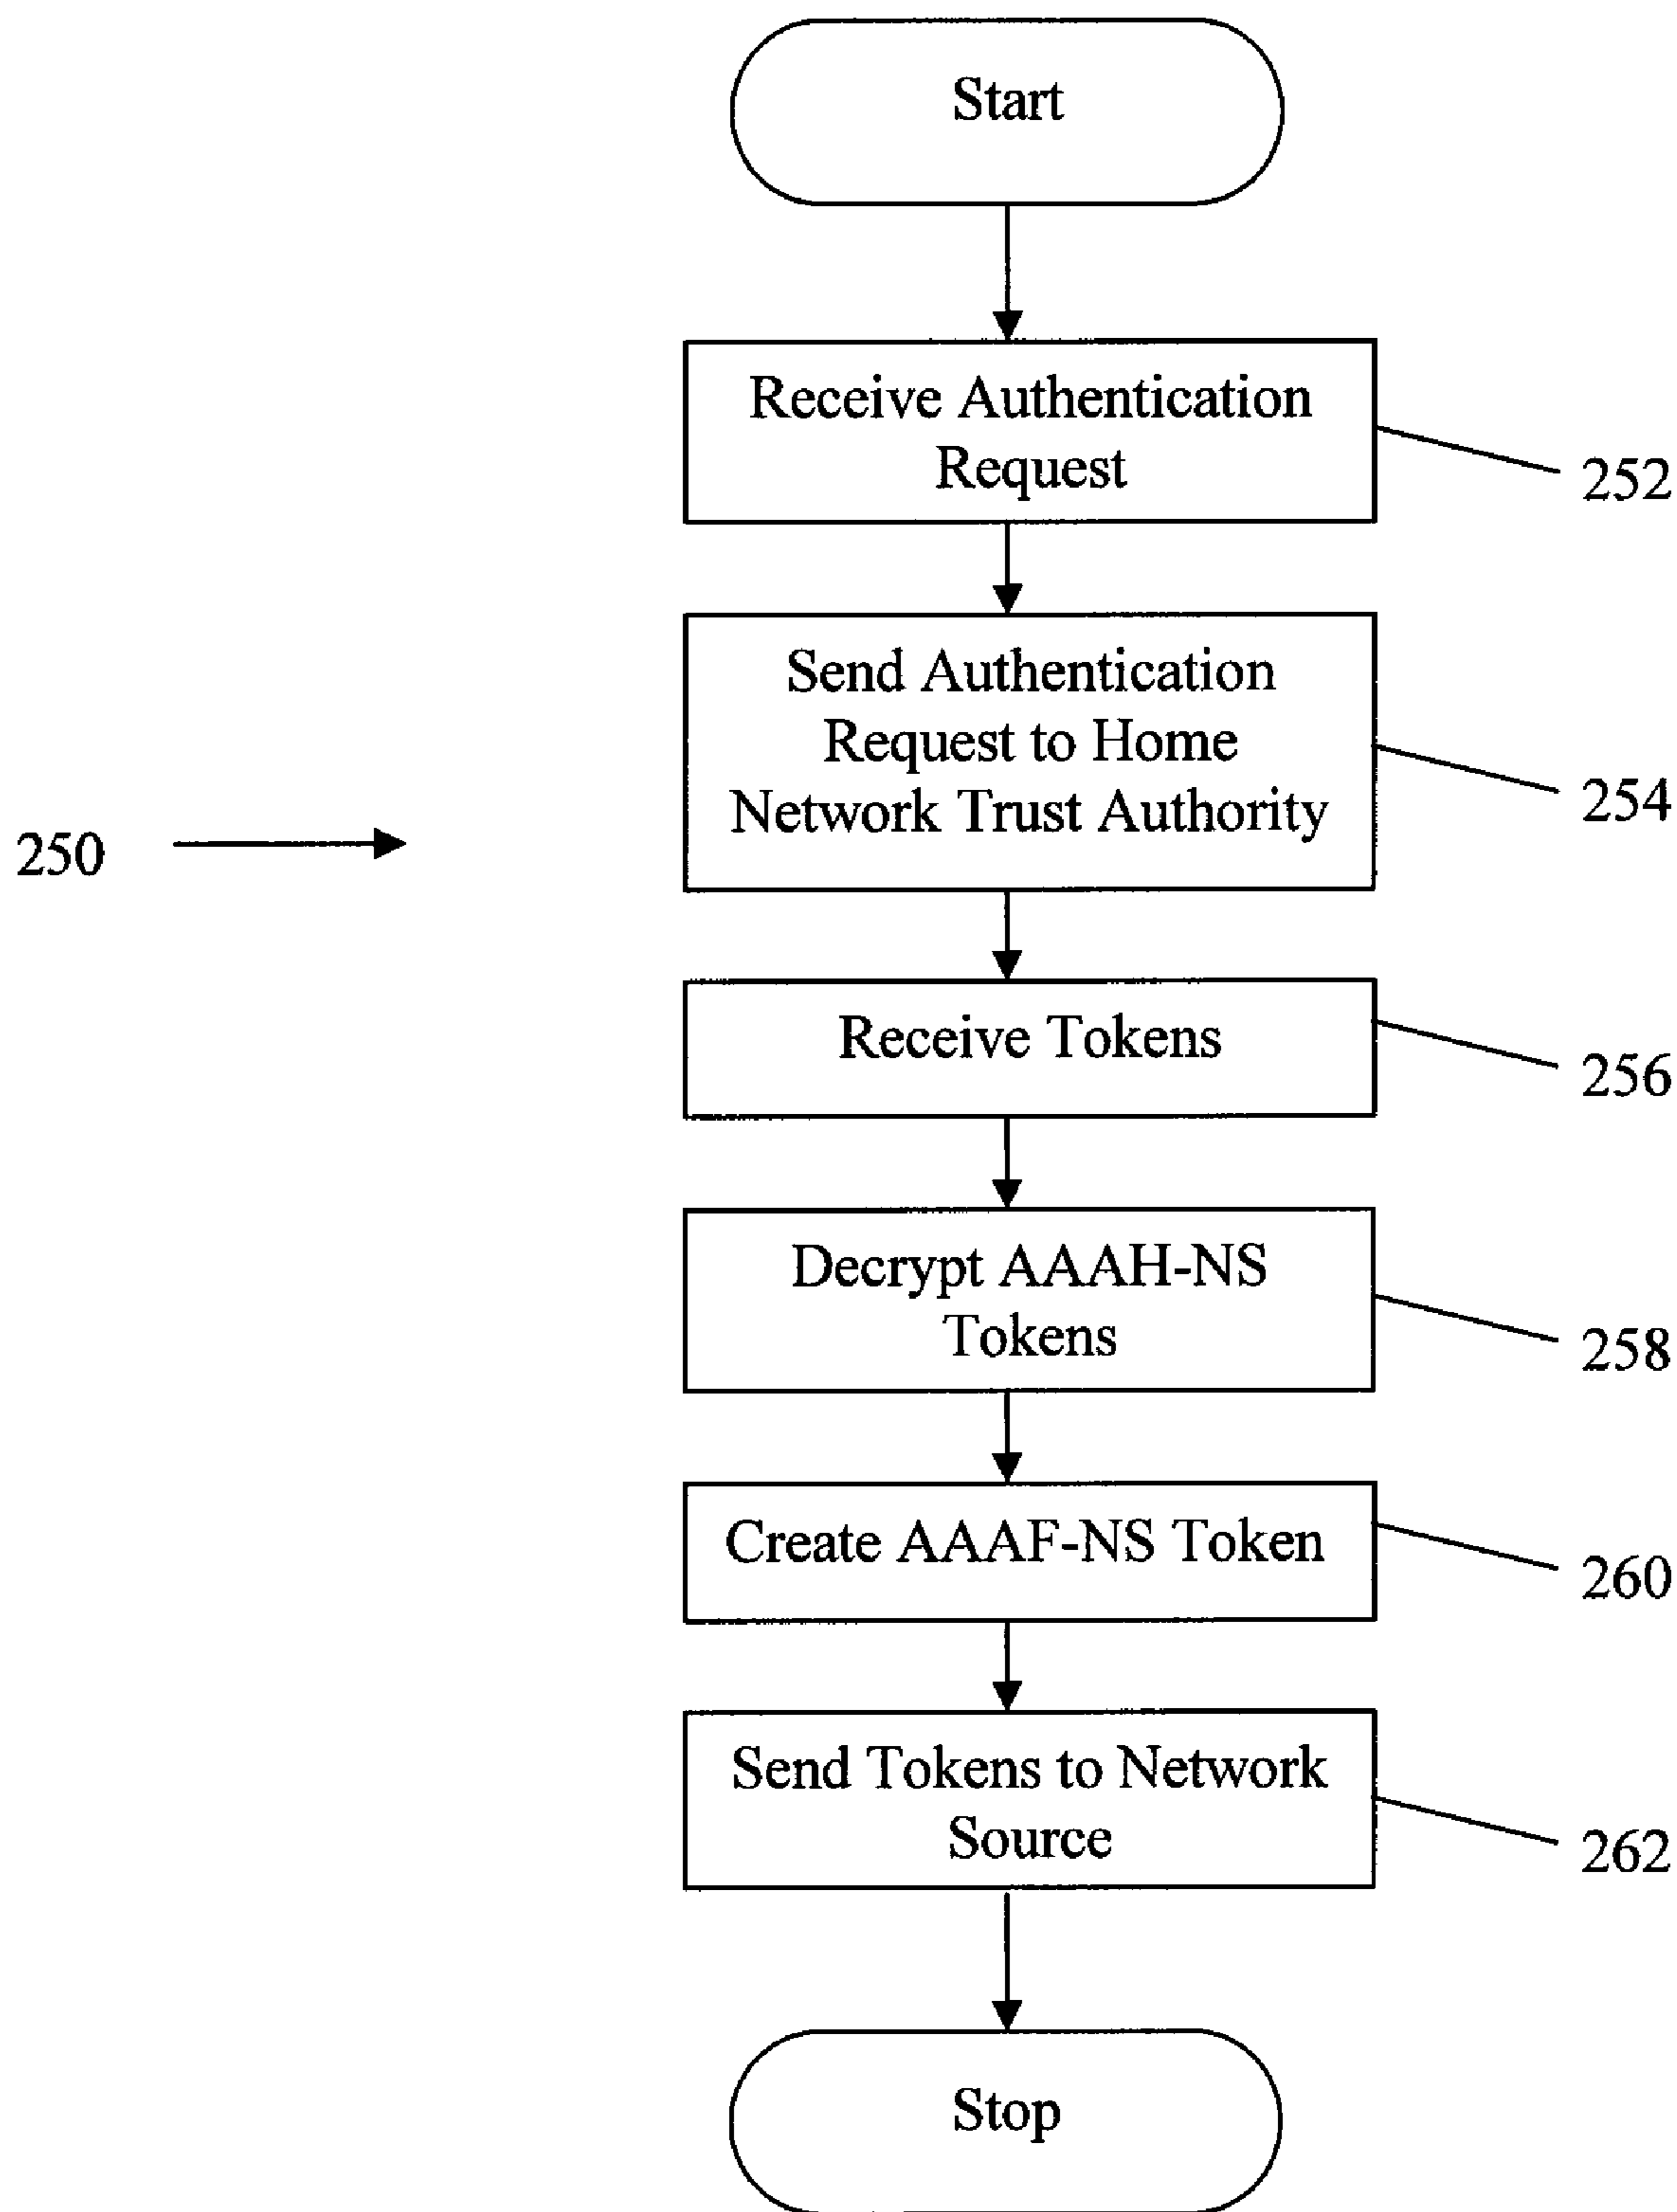 Start
Receive Authentication
Request
252
Send Authentication
Request to Home
Network Trust Authority
254
250
Receive Tokens
256
Decrypt AAAH-NS
Tokens
258
Create AAAF-NS Token
260
Send Tokens to Network
Source
262
Stop